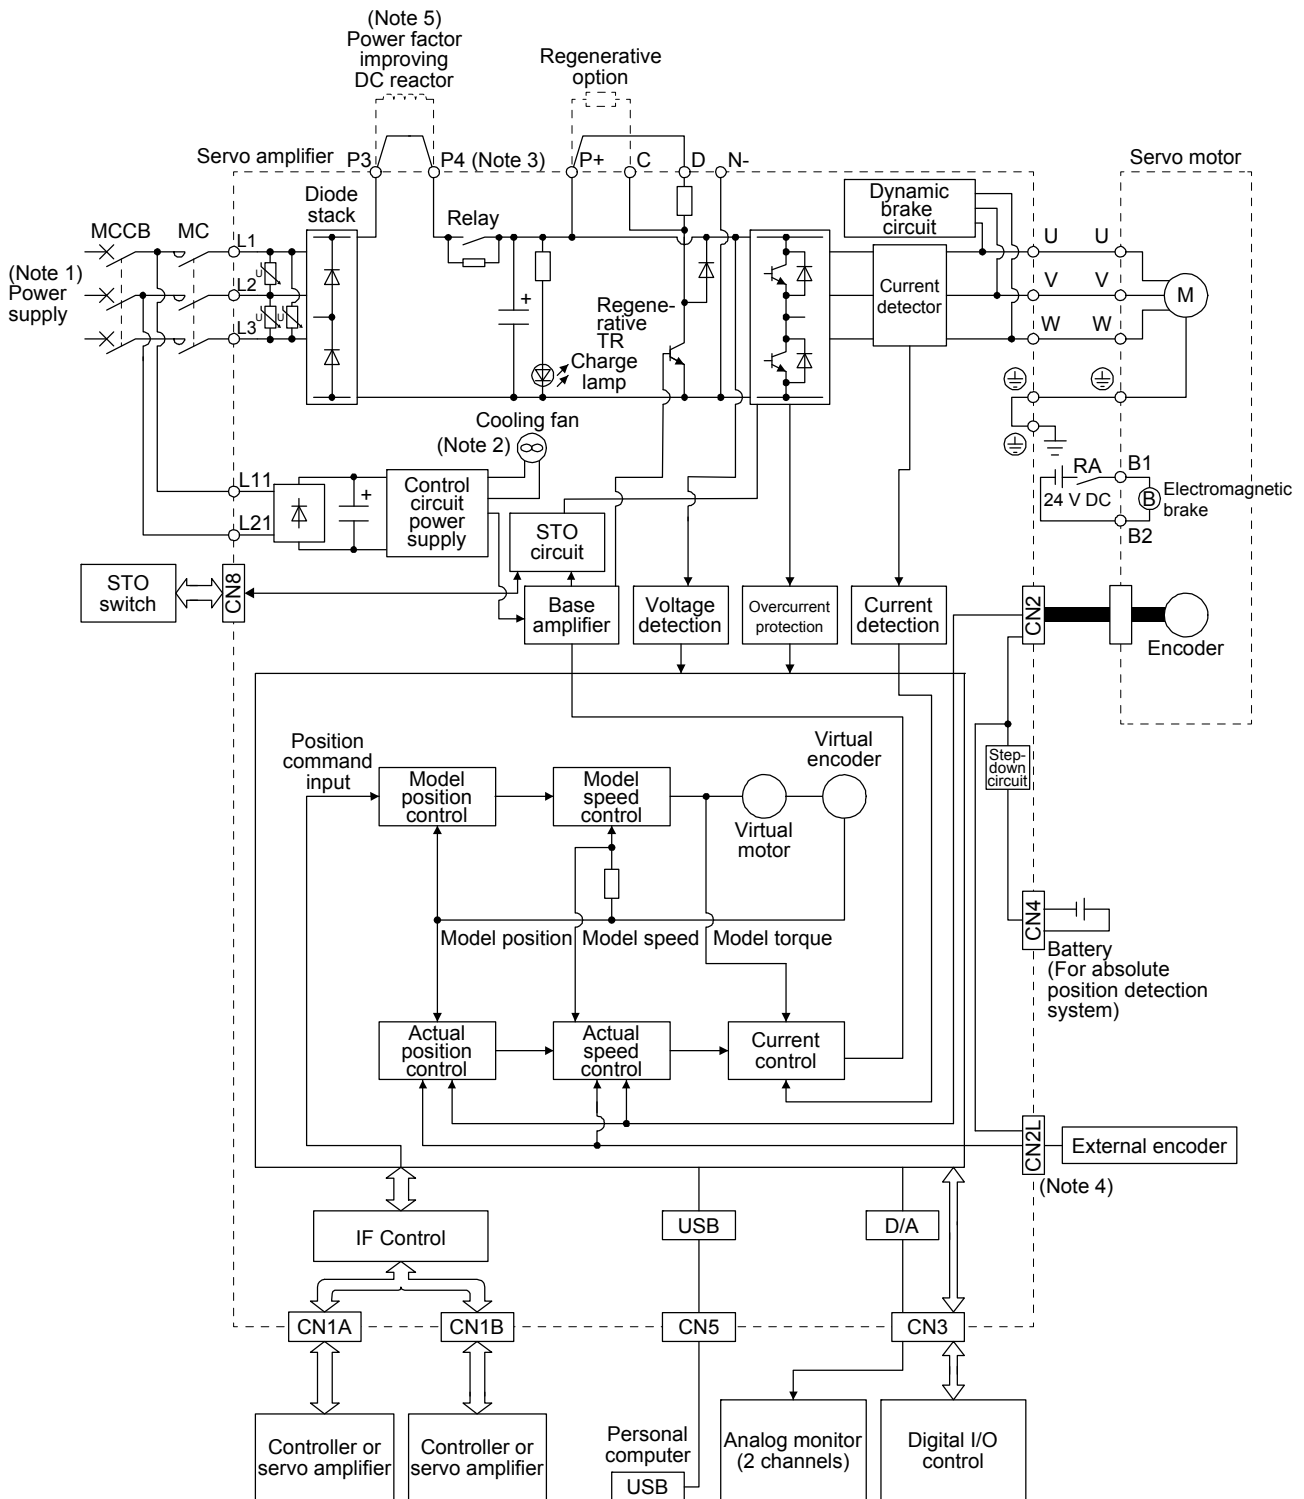 (Note 5)
Power factor
improving
DC reactor
Regenerative
option
Servo amplifier
P3
P4 (Note 3)
P+
C
D
N-
Servo motor
Diode
stack
Relay
Dynamic
brake
circuit
MCCB
MC
L1
L2
L3
(Note 1)
Power
supply
U
U
U
U
U
V
V
W
W
M
Current
detector
+
Regene-
rative
TR
Charge
lamp
Cooling fan
(Note 2)
L11
L21
+
Control
circuit
power
supply
STO
circuit
RA
B1
24 V DC
B
Electromagnetic
brake
B2
STO
switch
CN8
Base
amplifier
Voltage
detection
Overcurrent
protection
Current
detection
CN2
Encoder
Position
command
input
Model
position
control
Model
speed
control
Virtual
encoder
Virtual
motor
Step-
down
circuit
Model position
Model speed
Model torque
CN4
Battery
(For absolute
position detection
system)
Actual
position
control
Actual
speed
control
Current
control
CN2L
External encoder
(Note 4)
IF Control
USB
D/A
CN1A
CN1B
CN5
CN3
Controller or
servo amplifier
Controller or
servo amplifier
Personal
computer
USB
Analog monitor
(2 channels)
Digital I/O
control